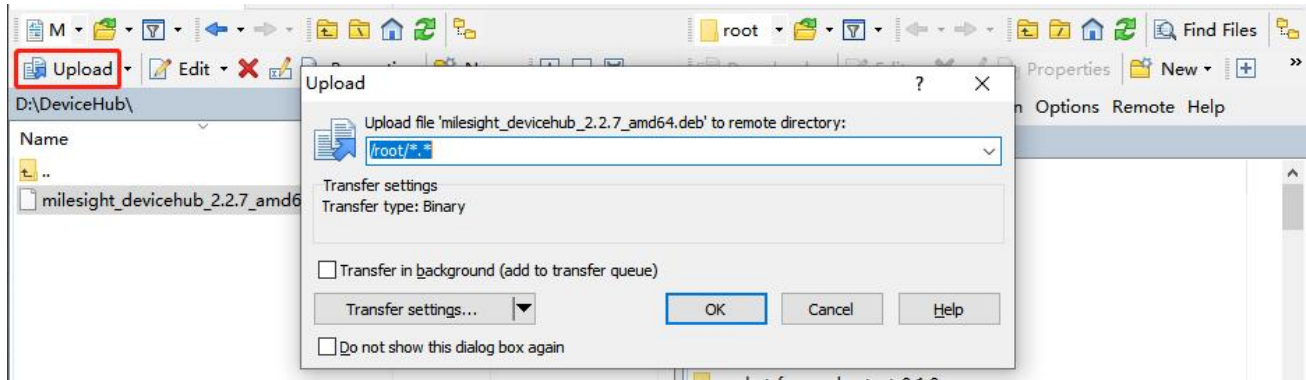 M root Find Files
Upload Edit Properties New
Upload ? X
D:\DeviceHub\ Options Remote Help
Upload file 'milesight_devicehub_2.2.7_amd64.deb' to remote directory:
/root/*.*
Name
..
milesight_devicehub_2.2.7_amd6
Transfer settings
Transfer type: Binary
Transfer in background (add to transfer queue)
Transfer settings... OK Cancel Help
Do not show this dialog box again